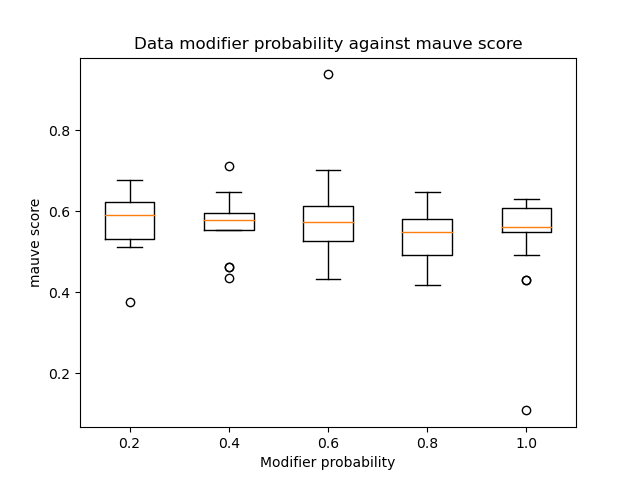 Data modifier probability against mauve score
mauve score
0.8
0.6
0.4
0.2
0.2 0.4 0.6 0.8 1.0
Modifier probability